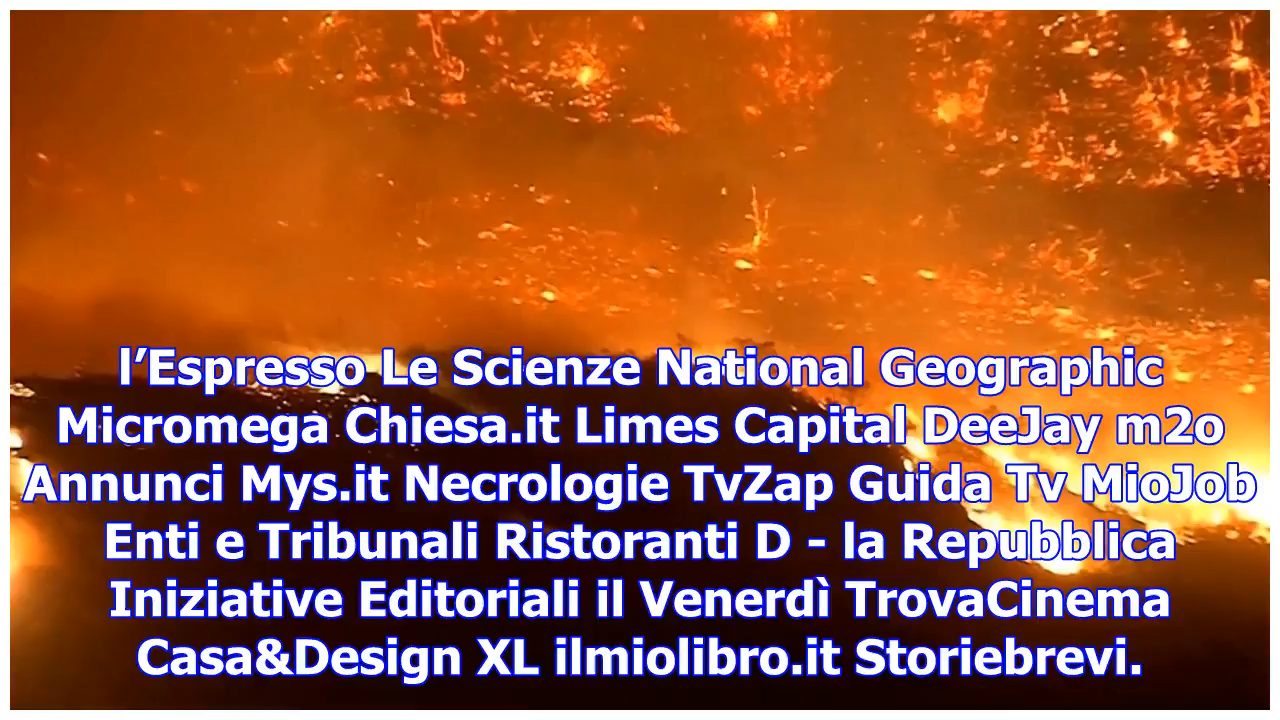 l’Espresso Le Scienze National Geographic
Micromega Chiesa.it Limes Capital DeeJay m2o
Annunci Mys.it Necrologie TvZap Guida Tv MioJob
Enti e Tribunali Ristoranti D - la Repubblica
Iniziative Editoriali il Venerdì TrovaCinema
Casa&Design XL ilmiolibro.it Storiebrevi.